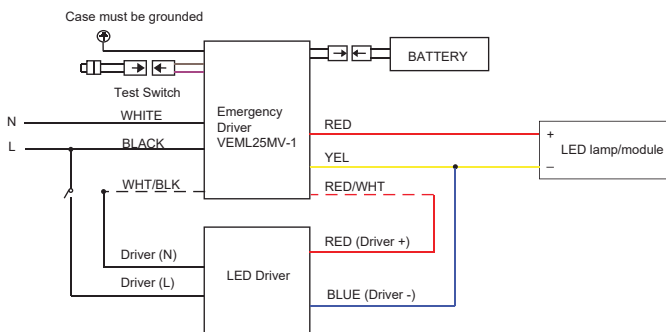 Case must be grounded
BATTERY
Test Switch
N
WHITE
Emergency
Driver
VEML25MV-1
RED
+
LED lamp/module
L
BLACK
YEL
–
WHT/BLK
RED/WHT
Driver (N)
LED Driver
RED (Driver +)
Driver (L)
BLUE (Driver -)